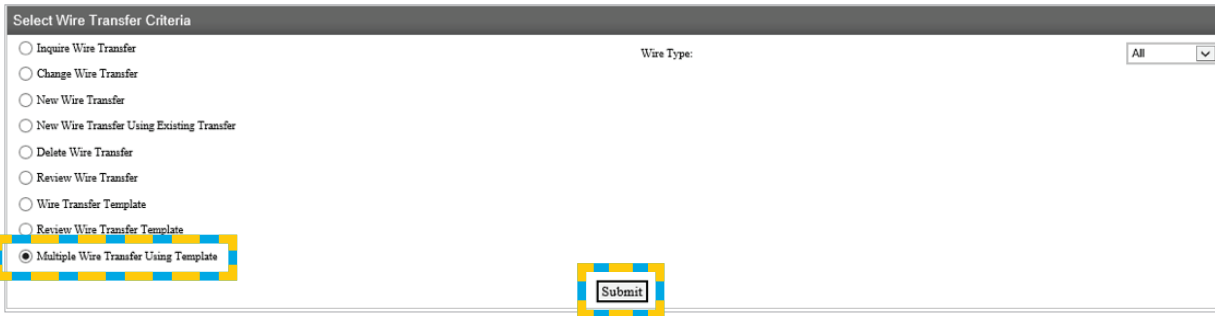 Select Wire Transfer Criteria
Inquire Wire Transfer
Wire Type:
All
Change Wire Transfer
New Wire Transfer
New Wire Transfer Using Existing Transfer
Delete Wire Transfer
Review Wire Transfer
Wire Transfer Template
Review Wire Transfer Template
Multiple Wire Transfer Using Template
Submit